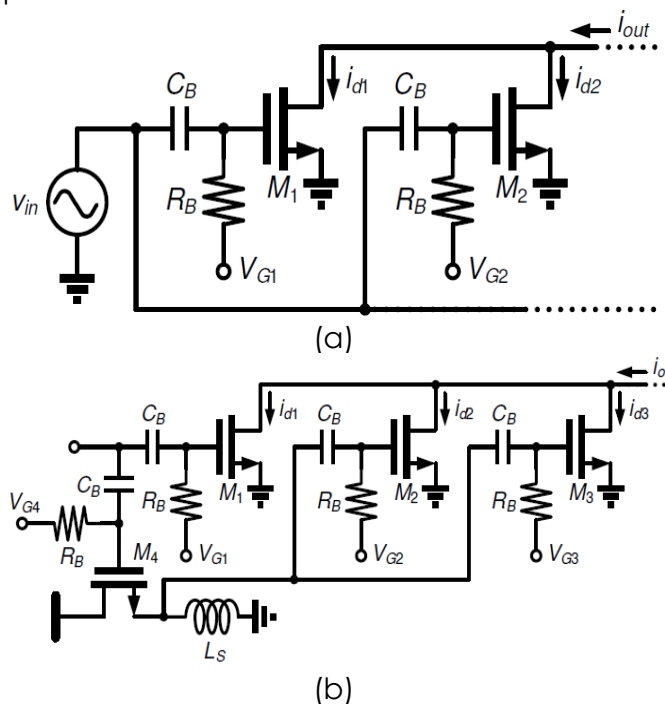 i_out
C_B i_d1 C_B i_d2
v_in R_B M_1 R_B M_2
V_G1 V_G2
(a)
i_o
C_B i_d1 C_B i_d2 C_B i_d3
C_B R_B M_1 R_B M_2 R_B M_3
V_G4
R_B M_4 V_G1 V_G2 V_G3
L_S
(b)